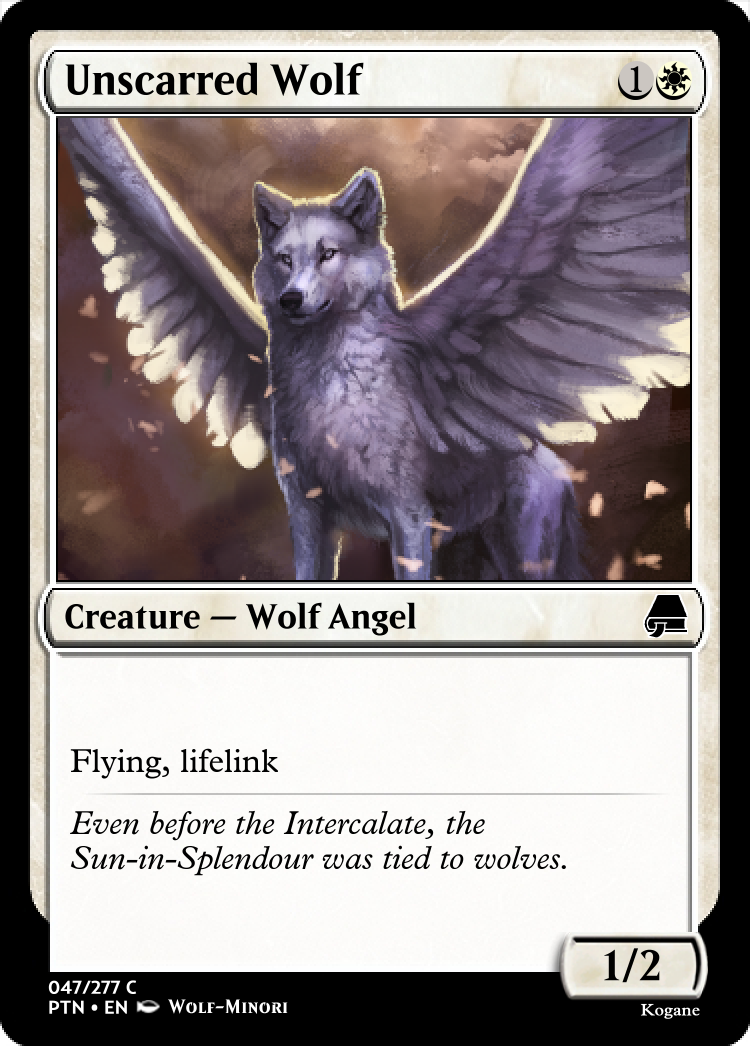 Unscarred Wolf 1
Creature — Wolf Angel
Flying, lifelink
Even before the Intercalate, the
Sun-in-Splendour was tied to wolves.
1/2
047/277 C
PTN • EN Wolf-Minori
Kogane